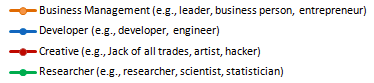 Business Management (e.g., leader, business person, entrepreneur)
Developer (e.g., developer, engineer)
Creative (e.g., Jack of all trades, artist, hacker)
Researcher (e.g., researcher, scientist, statistician)